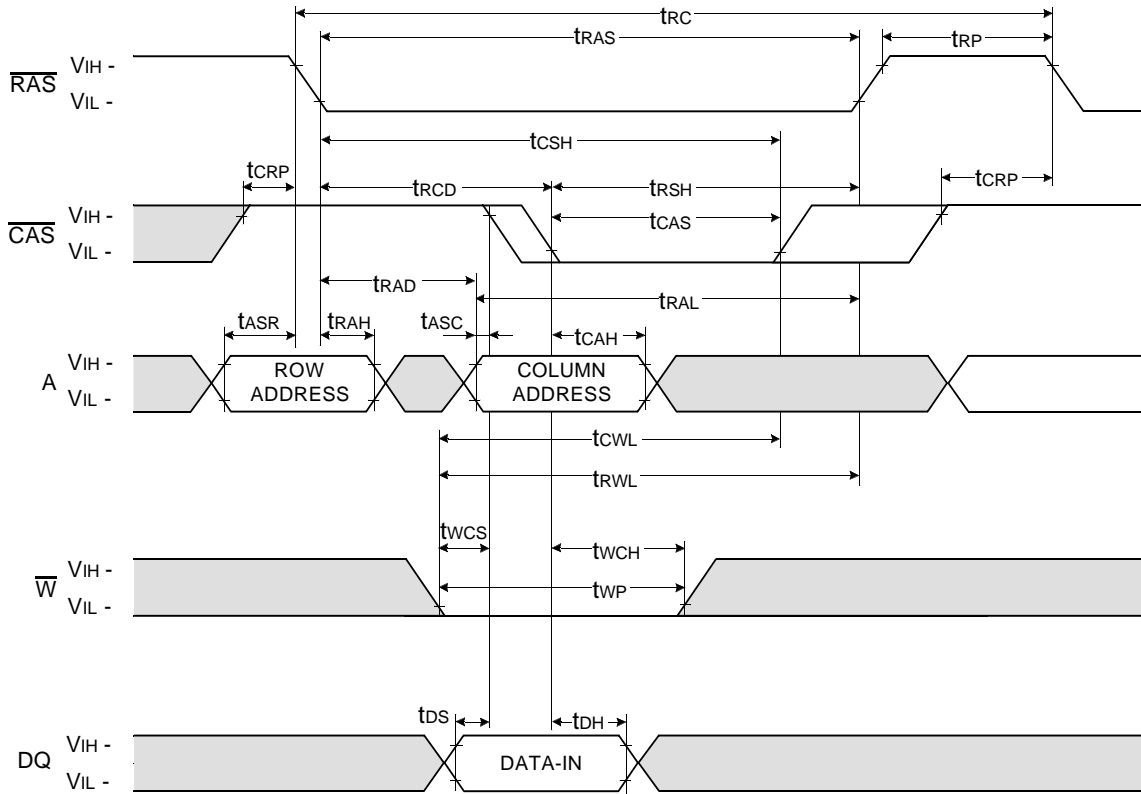 tRC
tRAS
tRP
RAS
VIH -
VIL -
tCSH
tCRP
tRCD
tRSH
tCRP
CAS
VIH -
VIL -
tCAS
tRAD
tRAL
tASR
tRAH
tASC
tCAH
A
VIH -
VIL -
ROW
ADDRESS
COLUMN
ADDRESS
tCWL
tRWL
tWCS
tWCH
W
VIH -
VIL -
tWP
tDS
tDH
DQ
VIH -
VIL -
DATA-IN